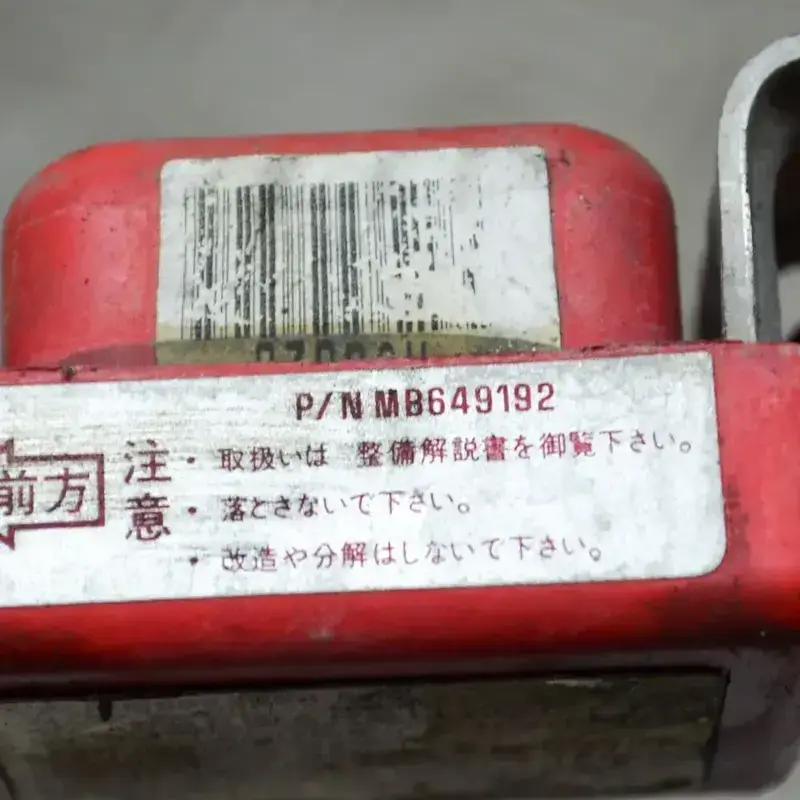 P/N MB649192
前方
注意
・取扱いは 整備解説書を御覧下さい。
・落とさないで下さい。
・改造や分解はしないで下さい。